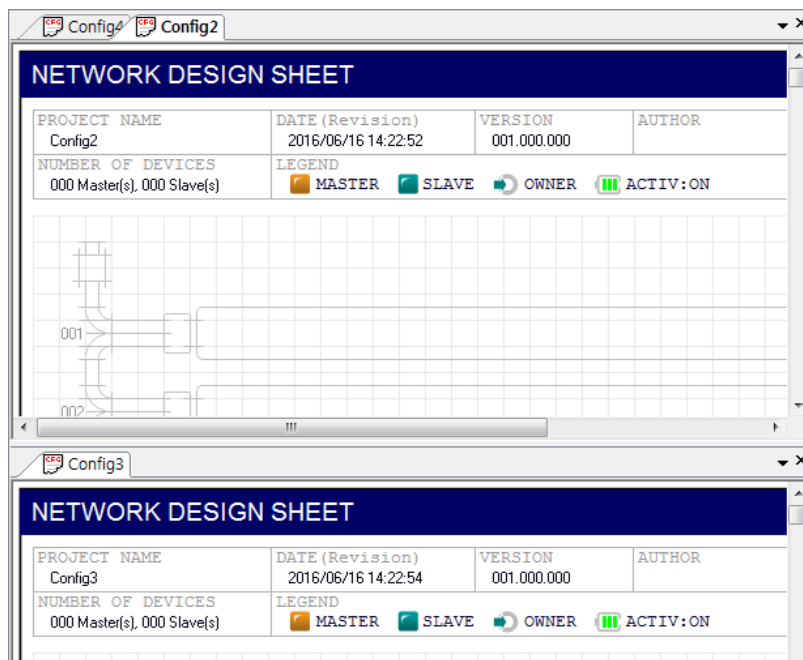 Config4 Config2
NETWORK DESIGN SHEET
PROJECT NAME DATE(Revision) VERSION AUTHOR
Config2 2016/06/16 14:22:52 001.000.000
NUMBER OF DEVICES LEGEND
000 Master(s), 000 Slave(s) MASTER SLAVE OWNER ACTIV:ON
001
002
Config3
NETWORK DESIGN SHEET
PROJECT NAME DATE(Revision) VERSION AUTHOR
Config3 2016/06/16 14:22:54 001.000.000
NUMBER OF DEVICES LEGEND
000 Master(s), 000 Slave(s) MASTER SLAVE OWNER ACTIV:ON